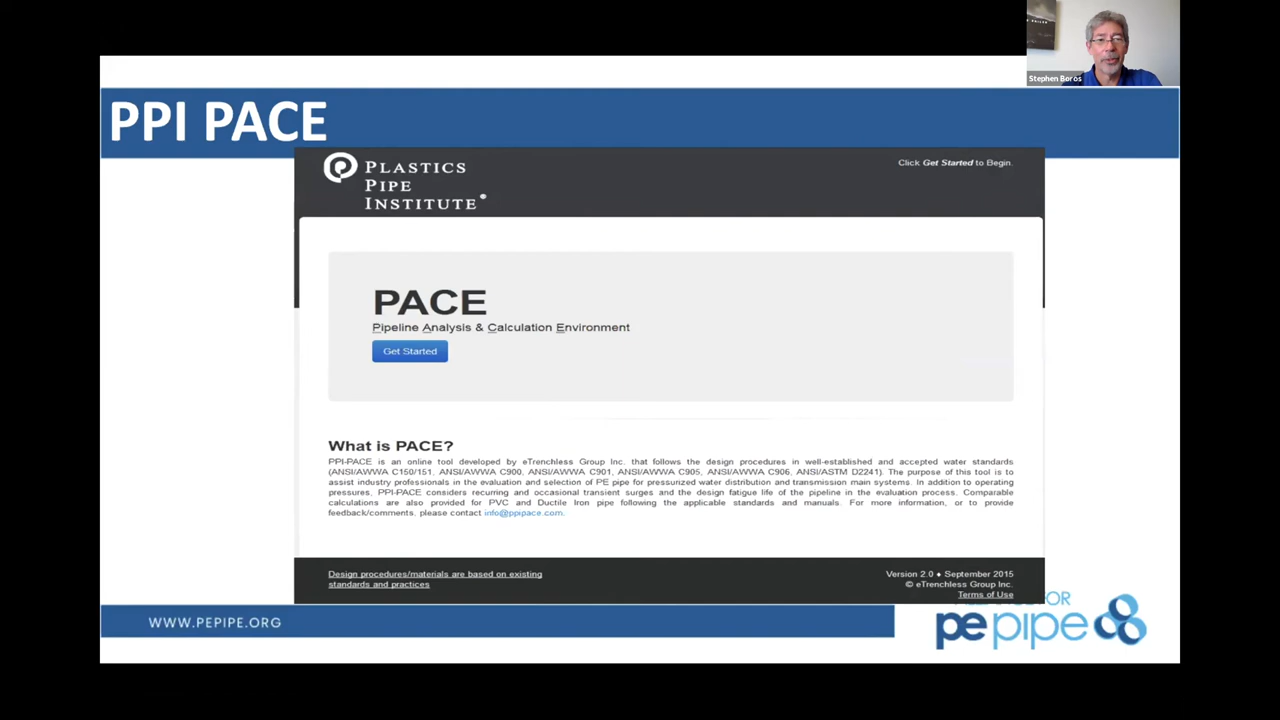 Stephen Boros
PPI PACE
PLASTICS
PIPE
INSTITUTE®
Click Get Started to Begin.
PACE
Pipeline Analysis & Calculation Environment
Get Started
What is PACE?
PPI-PACE is an online tool developed by eTrenchless Group Inc. that follows the design procedures in well-established and accepted water standards
(ANSI/AWWA C150/151, ANSI/AWWA C900, ANSI/AWWA C901, ANSI/AWWA C905, ANSI/AWWA C906, ANSI/ASTM D2241). The purpose of this tool is to
assist industry professionals in the evaluation and selection of PE pipe for pressurized water distribution and transmission main systems. In addition to operating
pressures, PPI-PACE considers recurring and occasional transient surges and the design fatigue life of the pipeline in the evaluation process. Comparable
calculations are also provided for PVC and Ductile Iron pipe following the applicable standards and manuals. For more information, or to provide
feedback/comments, please contact info@ppipace.com.
Design procedures/materials are based on existing
standards and practices
Version 2.0 ♦ September 2015
© eTrenchless Group Inc.
Terms of Use
WWW.PEPIPE.ORG
FOR
pepipe